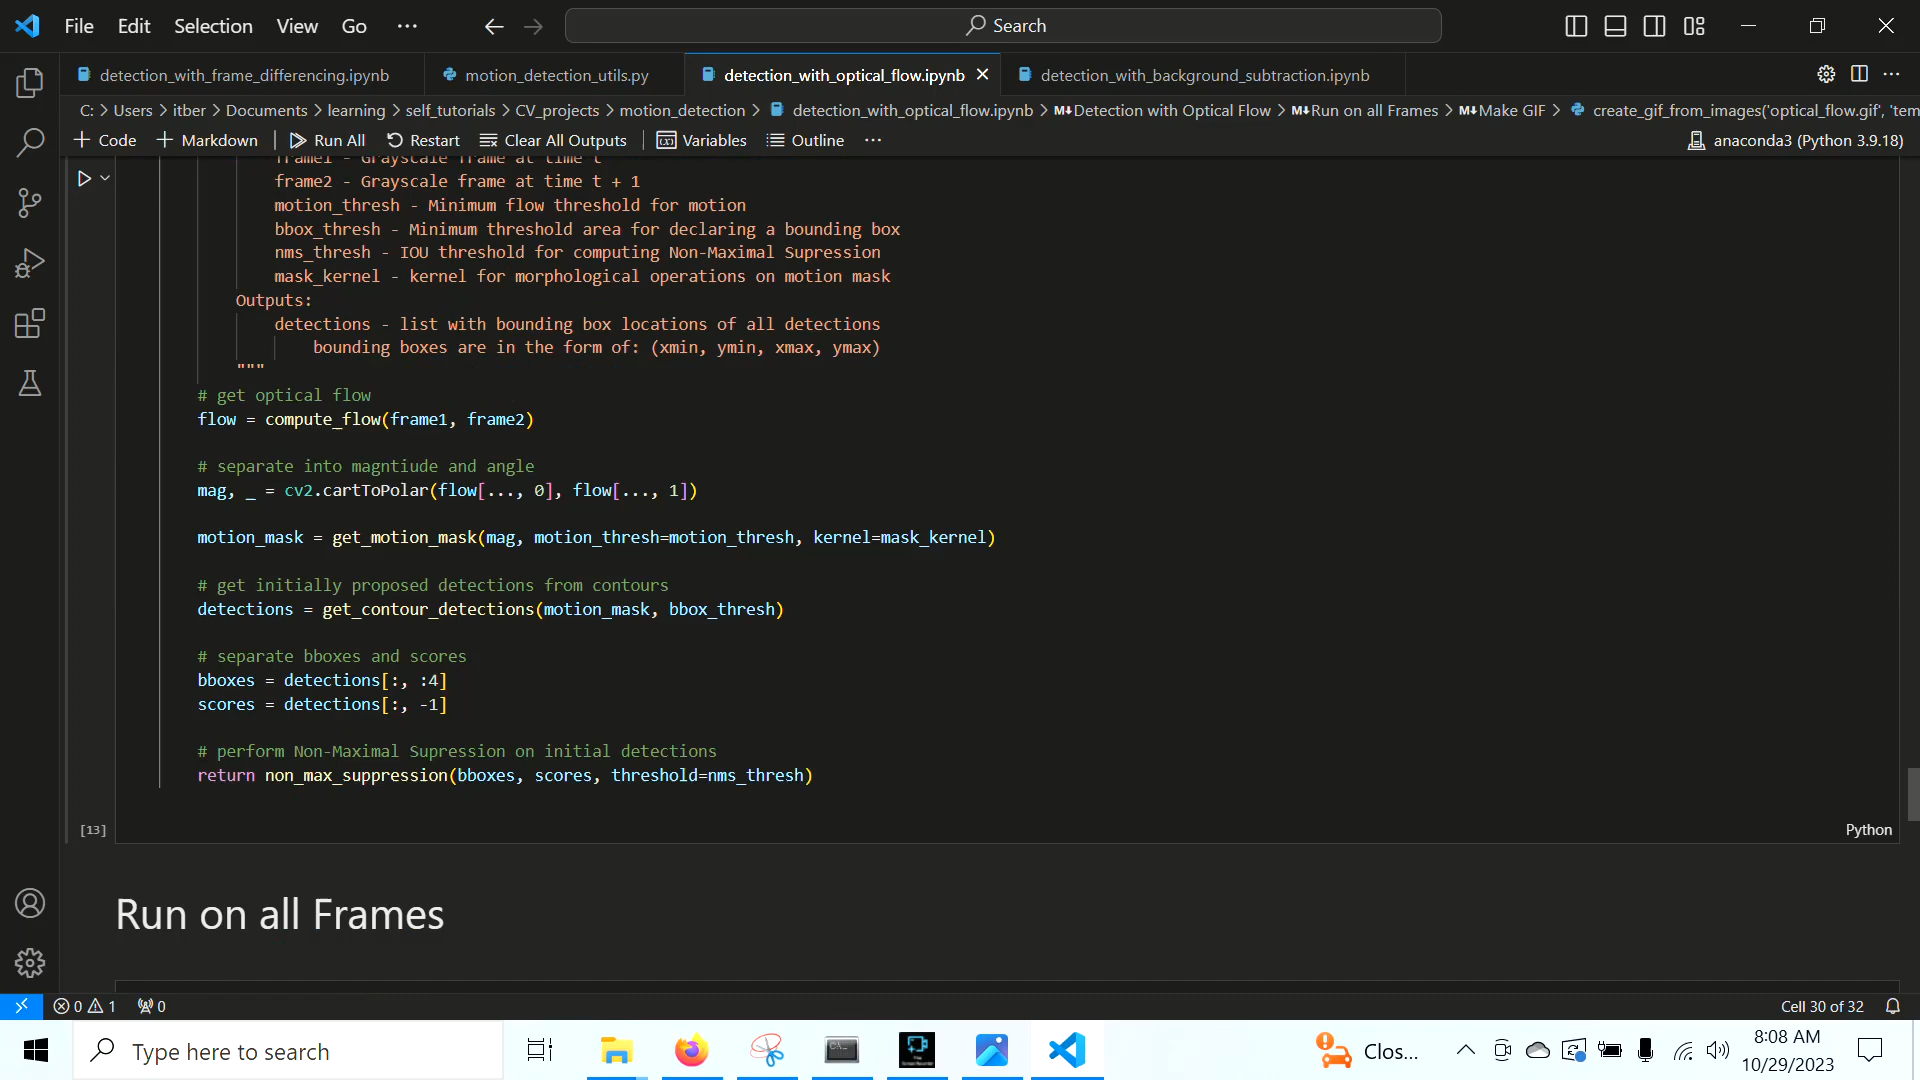 File Edit Selection View Go ··· Search
detection_with_frame_differencing.ipynb motion_detection_utils.py detection_with_optical_flow.ipynb detection_with_background_subtraction.ipynb
C: > Users > itber > Documents > learning > self_tutorials > CV_projects > motion_detection > detection_with_optical_flow.ipynb > M↓Detection with Optical Flow > M↓Run on all Frames > M↓Make GIF > create_gif_from_images('optical_flow.gif', 'tem
+ Code + Markdown | Run All Restart Clear All Outputs | Variables Outline ··· anaconda3 (Python 3.9.18)
frame1 - Grayscale frame at time t
frame2 - Grayscale frame at time t + 1
motion_thresh - Minimum flow threshold for motion
bbox_thresh - Minimum threshold area for declaring a bounding box
nms_thresh - IOU threshold for computing Non-Maximal Supression
mask_kernel - kernel for morphological operations on motion mask
Outputs:
detections - list with bounding box locations of all detections
bounding boxes are in the form of: (xmin, ymin, xmax, ymax)
"""
# get optical flow
flow = compute_flow(frame1, frame2)
# separate into magntiude and angle
mag, _ = cv2.cartToPolar(flow[..., 0], flow[..., 1])
motion_mask = get_motion_mask(mag, motion_thresh=motion_thresh, kernel=mask_kernel)
# get initially proposed detections from contours
detections = get_contour_detections(motion_mask, bbox_thresh)
# separate bboxes and scores
bboxes = detections[:, :4]
scores = detections[:, -1]
# perform Non-Maximal Supression on initial detections
return non_max_suppression(bboxes, scores, threshold=nms_thresh)
[13] Python
Run on all Frames
0 1 0 Cell 30 of 32
Type here to search Clos... 8:08 AM
10/29/2023